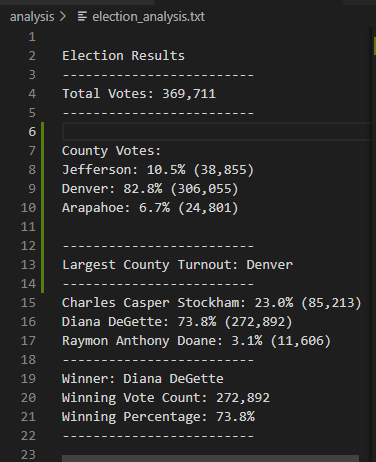 analysis > election_analysis.txt
1
2 Election Results
3 -------------------------
4 Total Votes: 369,711
5 -------------------------
6
7 County Votes:
8 Jefferson: 10.5% (38,855)
9 Denver: 82.8% (306,055)
10 Arapahoe: 6.7% (24,801)
11
12 -------------------------
13 Largest County Turnout: Denver
14 -------------------------
15 Charles Casper Stockham: 23.0% (85,213)
16 Diana DeGette: 73.8% (272,892)
17 Raymon Anthony Doane: 3.1% (11,606)
18 -------------------------
19 Winner: Diana DeGette
20 Winning Vote Count: 272,892
21 Winning Percentage: 73.8%
22 -------------------------
23